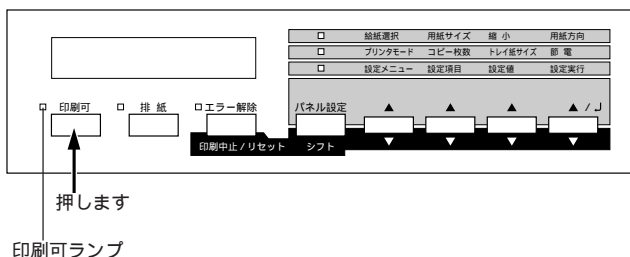 □ 給紙選択 用紙サイズ 縮小 用紙方向
□ プリンタモード コピー枚数 トレイ紙サイズ 節電
□ 設定メニュー 設定項目 設定値 設定実行
□ 印刷可 □ 排紙 □エラー解除 パネル設定 ▲ ▲ ▲ ▲/┘
印刷中止/リセット シフト ▼ ▼ ▼ ▼
押します
印刷可ランプ